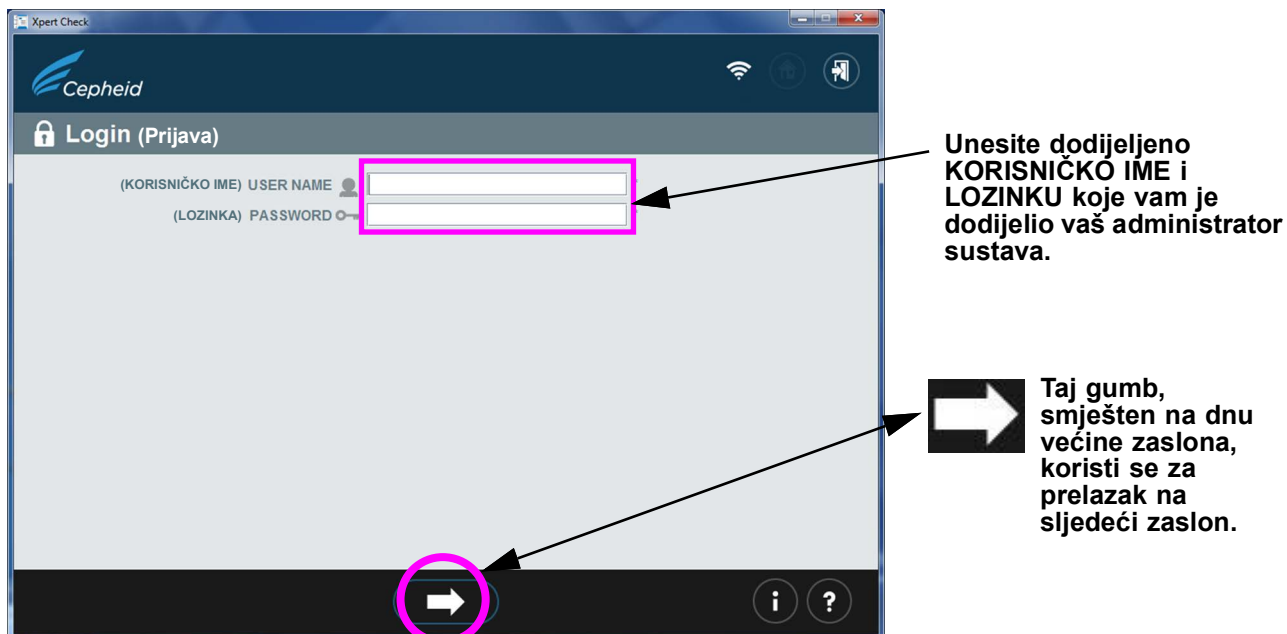 Xpert Check
Cepheid
Login (Prijava)
(KORISNIČKO IME) USER NAME
(LOZINKA) PASSWORD
Unesite dodijeljeno
KORISNIČKO IME i
LOZINKU koje vam je
dodijelio vaš administrator
sustava.
Taj gumb,
smješten na dnu
većine zaslona,
koristi se za
prelazak na
sljedeći zaslon.
i ?